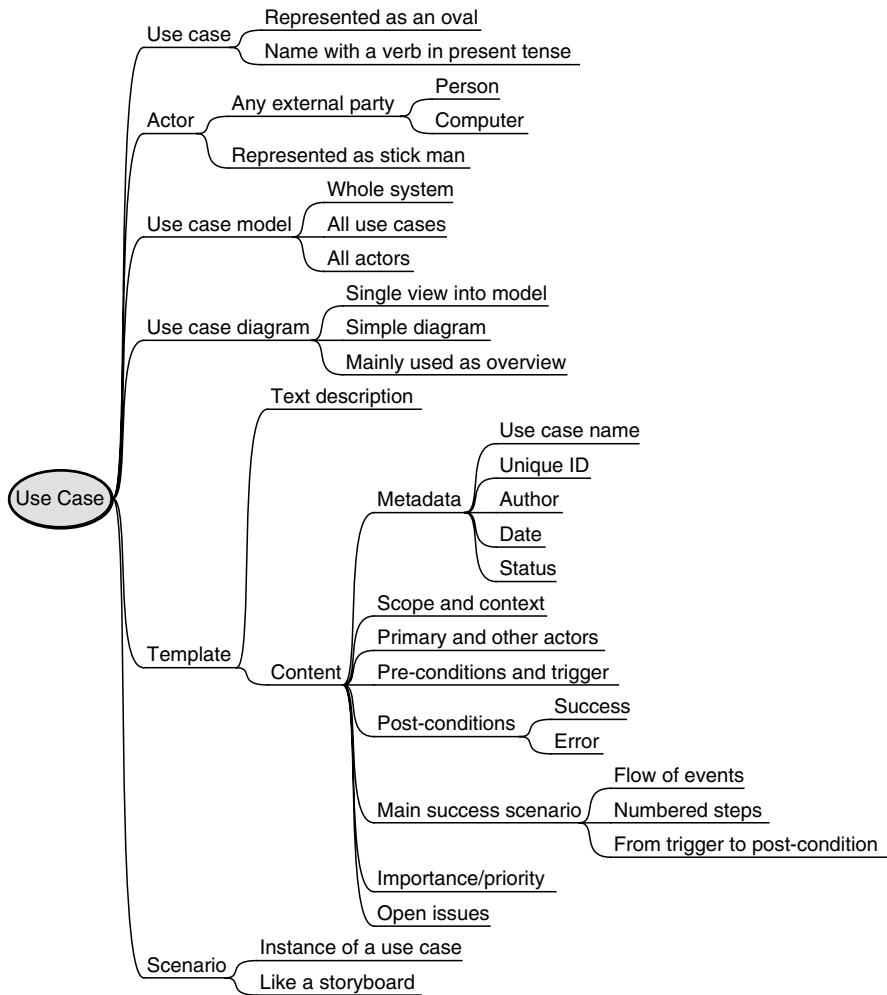 Represented as an oval
Use case
Name with a verb in present tense
Person
Any external party
Computer
Actor
Represented as stick man
Whole system
Use case model
All use cases
All actors
Single view into model
Use case diagram
Simple diagram
Mainly used as overview
Text description
Use case name
Unique ID
Metadata
Author
Date
Status
Use Case
Scope and context
Primary and other actors
Template
Content
Pre-conditions and trigger
Success
Post-conditions
Error
Flow of events
Main success scenario
Numbered steps
From trigger to post-condition
Importance/priority
Open issues
Instance of a use case
Scenario
Like a storyboard